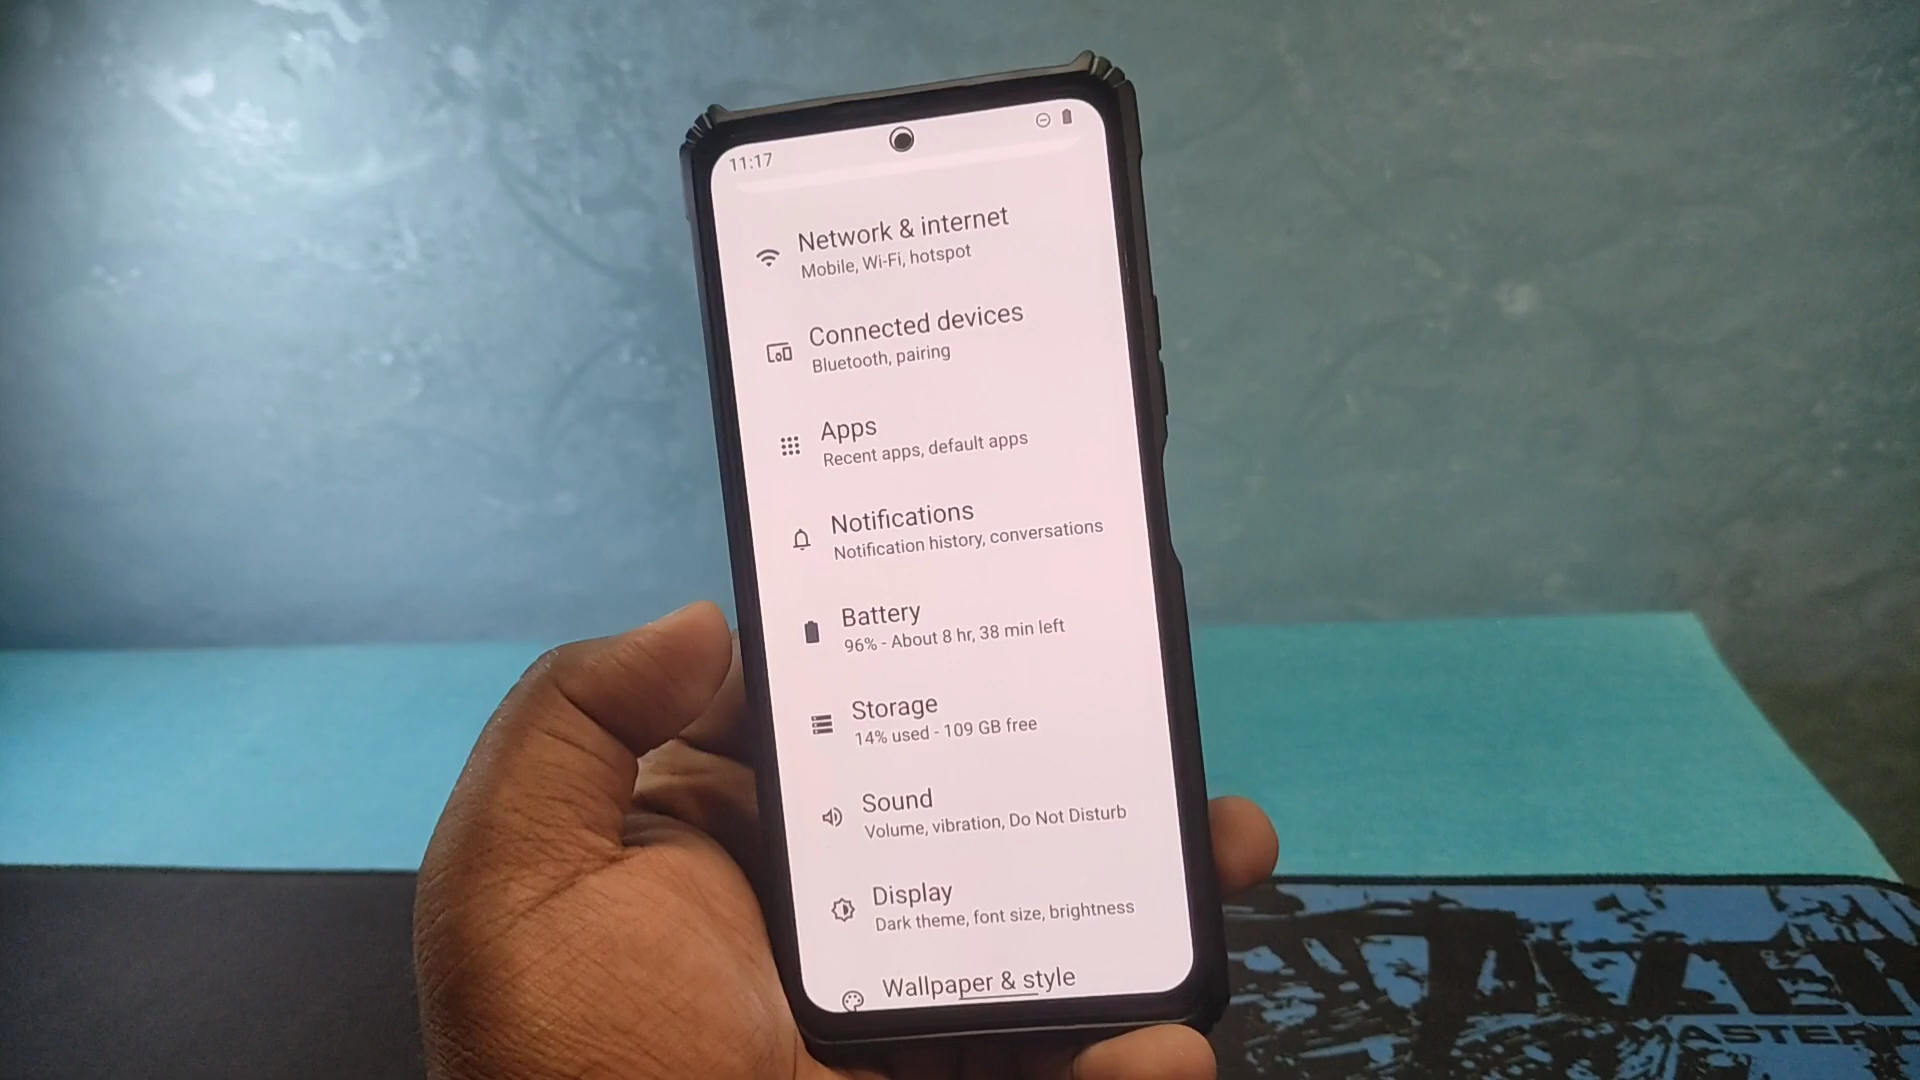 11:17
Network & internet
Mobile, Wi-Fi, hotspot
Connected devices
Bluetooth, pairing
Apps
Recent apps, default apps
Notifications
Notification history, conversations
Battery
96% - About 8 hr, 38 min left
Storage
14% used - 109 GB free
Sound
Volume, vibration, Do Not Disturb
Display
Dark theme, font size, brightness
Wallpaper & style